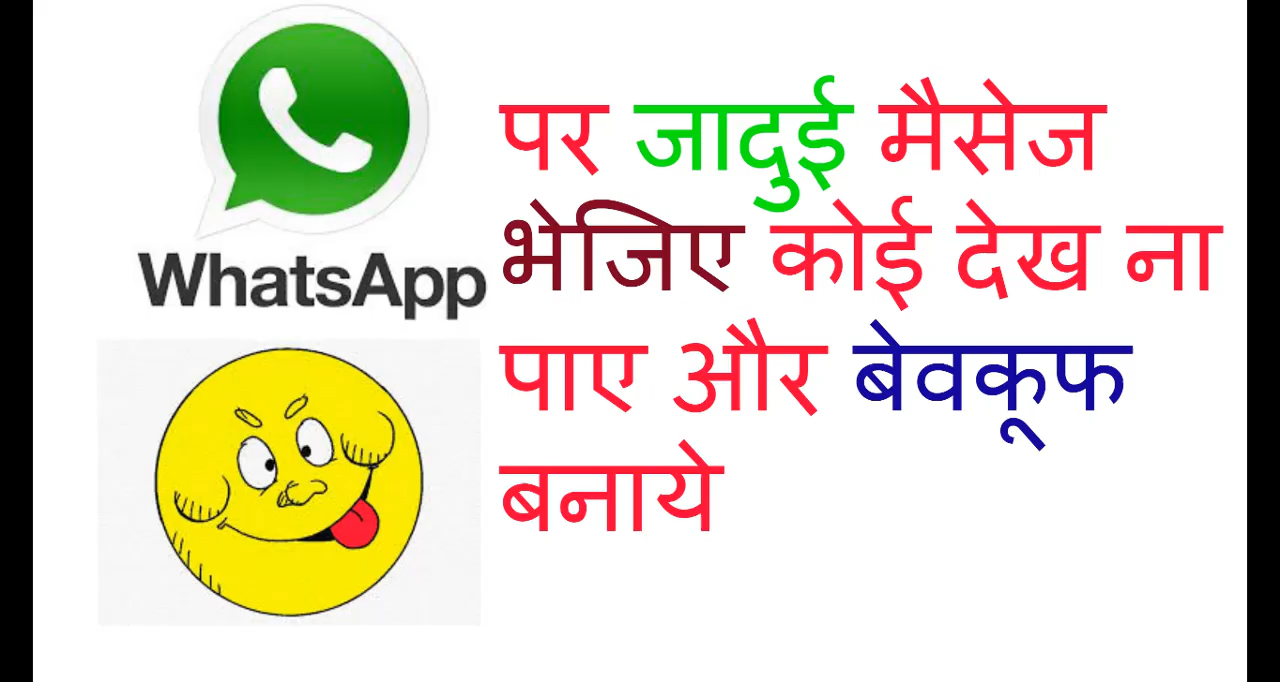 WhatsApp
पर जादुई मैसेज
भेजिए कोई देख ना
पाए और बेवकूफ
बनाये